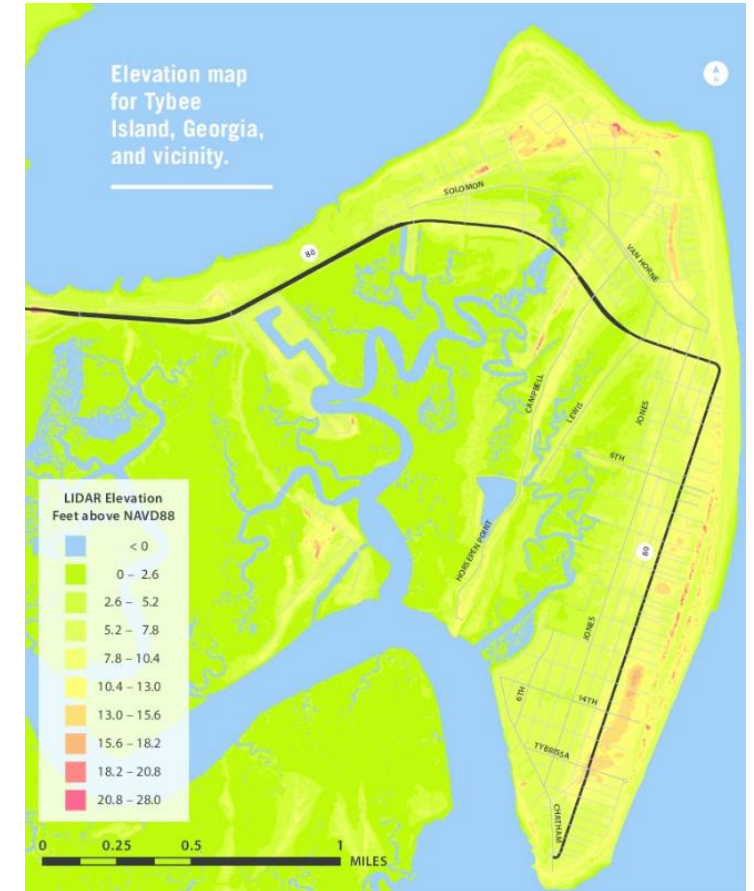 Elevation map
for Tybee
Island, Georgia,
and vicinity.
A
N
SOLOMON
80
VAN HORNE
CAMPBELL
LEWIS
JONES
6TH
HORSEPEN POINT
80
JONES
6TH
14TH
TYBRISSA
CHATHAM
LIDAR Elevation
Feet above NAVD88
< 0
0 – 2.6
2.6 – 5.2
5.2 – 7.8
7.8 – 10.4
10.4 – 13.0
13.0 – 15.6
15.6 – 18.2
18.2 – 20.8
20.8 – 28.0
0 0.25 0.5 1
MILES